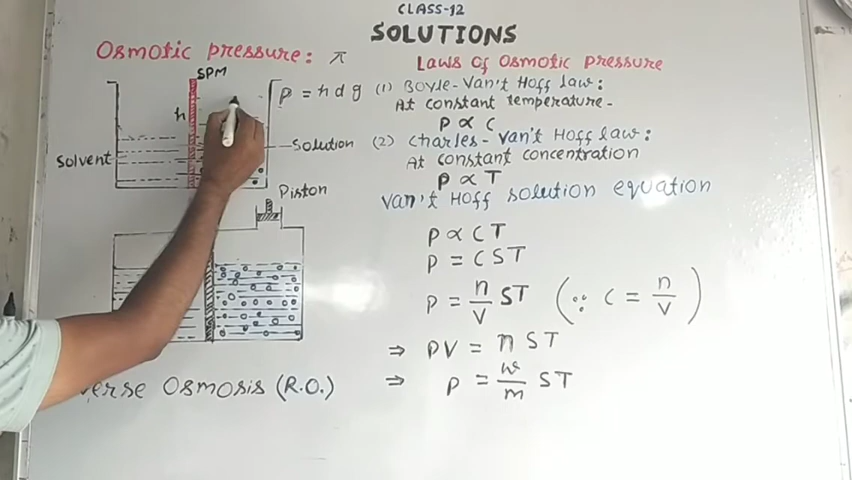 CLASS-12
SOLUTIONS
Osmotic pressure: π
SPM
h
P = h d g
Solvent
Solution
Piston
Osmosis (R.O.)
Laws of Osmotic pressure
(1) Boyle-Van't Hoff law:
At constant temperature-
P ∝ C
(2) Charles-Van't Hoff law:
At constant concentration
P ∝ T
Van't Hoff solution equation
P ∝ CT
P = CST
P = n/V ST (∵ C = n/V)
⇒ PV = nST
⇒ P = w/m ST